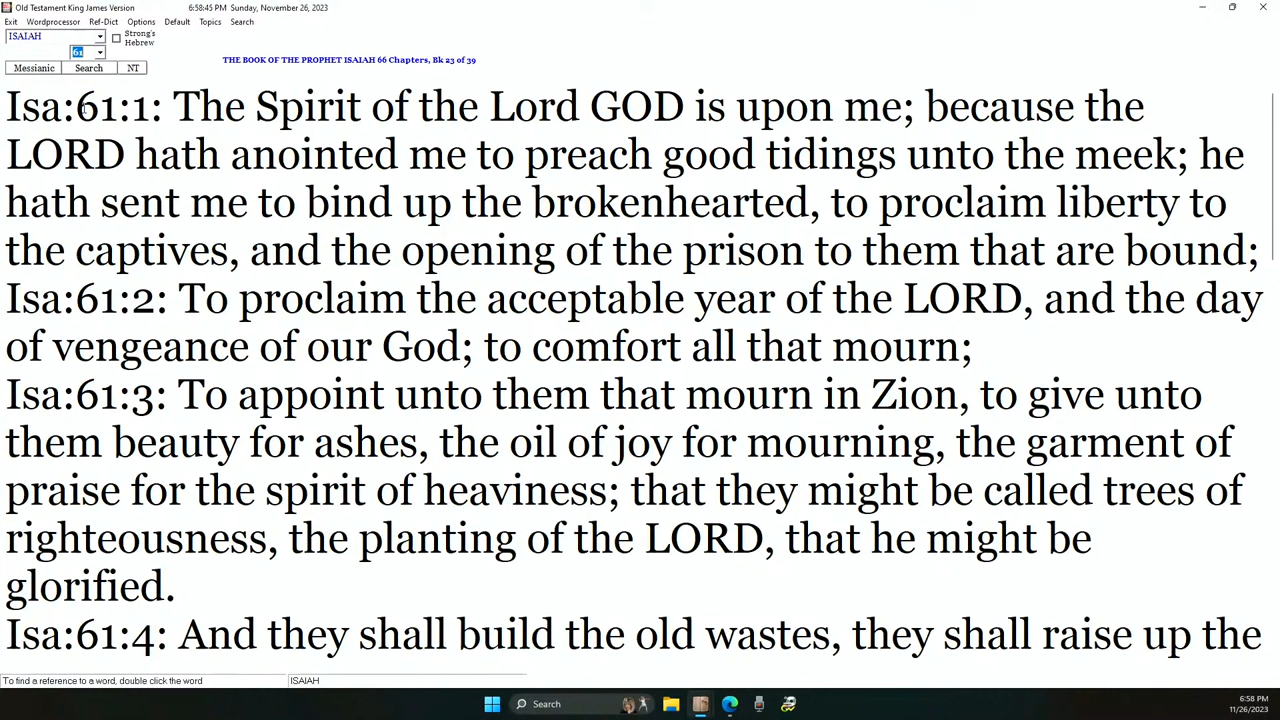 Old Testament King James Version 6:58:45 PM Sunday, November 26, 2023
Exit Wordprocessor Ref-Dict Options Default Topics Search
ISAIAH
Strong's
Hebrew
61
THE BOOK OF THE PROPHET ISAIAH 66 Chapters, Bk 23 of 39
Messianic Search NT
Isa:61:1: The Spirit of the Lord GOD is upon me; because the
LORD hath anointed me to preach good tidings unto the meek; he
hath sent me to bind up the brokenhearted, to proclaim liberty to
the captives, and the opening of the prison to them that are bound;
Isa:61:2: To proclaim the acceptable year of the LORD, and the day
of vengeance of our God; to comfort all that mourn;
Isa:61:3: To appoint unto them that mourn in Zion, to give unto
them beauty for ashes, the oil of joy for mourning, the garment of
praise for the spirit of heaviness; that they might be called trees of
righteousness, the planting of the LORD, that he might be
glorified.
Isa:61:4: And they shall build the old wastes, they shall raise up the
To find a reference to a word, double click the word ISAIAH
Search
6:58 PM
11/26/2023